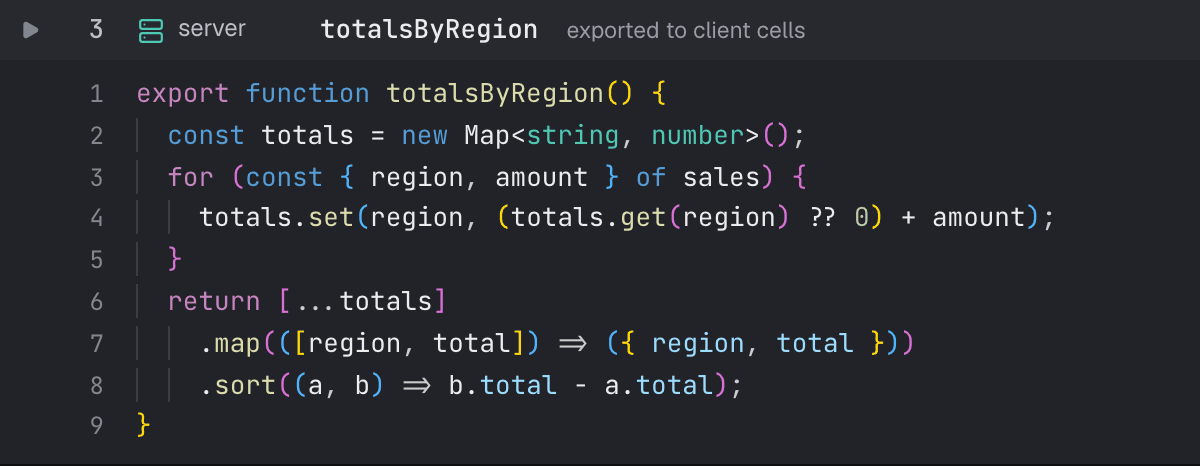 3 server totalsByRegion exported to client cells
1 export function totalsByRegion() {
2 const totals = new Map<string, number>();
3 for (const { region, amount } of sales) {
4 totals.set(region, (totals.get(region) ?? 0) + amount);
5 }
6 return [...totals]
7 .map(([region, total]) => ({ region, total }))
8 .sort((a, b) => b.total - a.total);
9 }